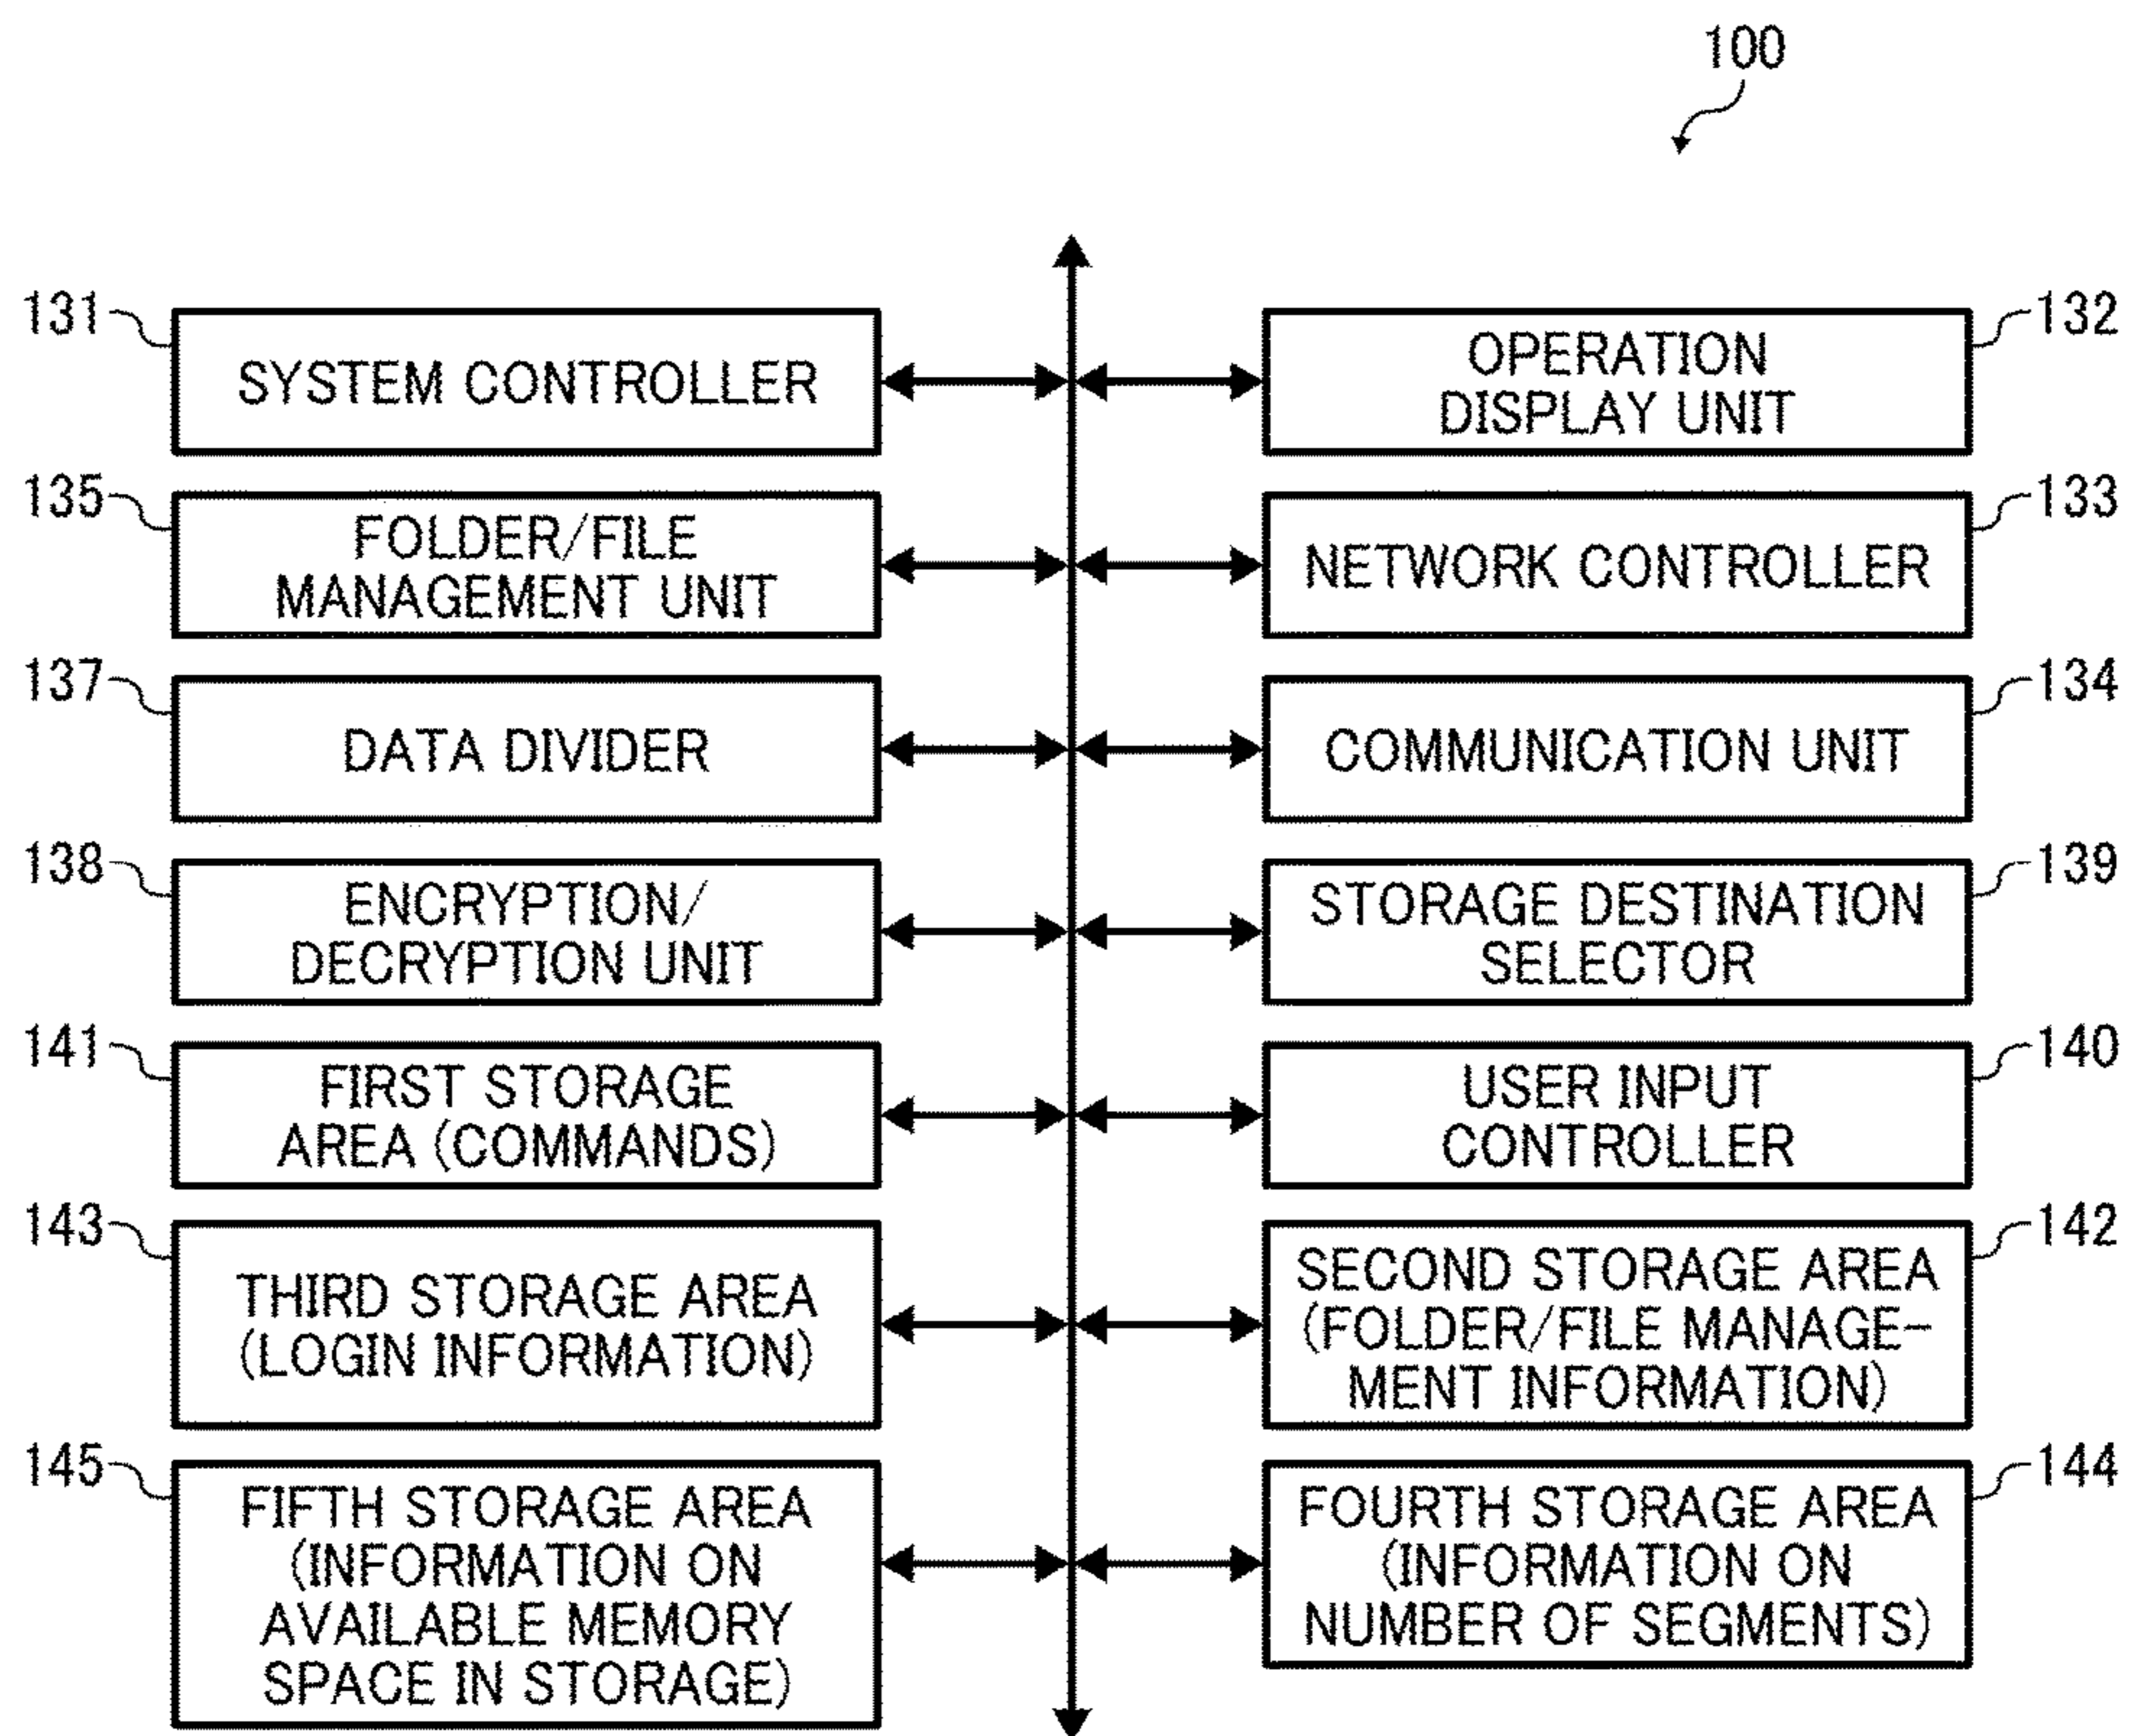 100
131
SYSTEM CONTROLLER
132
OPERATION
DISPLAY UNIT
135
FOLDER/FILE
MANAGEMENT UNIT
133
NETWORK CONTROLLER
137
DATA DIVIDER
134
COMMUNICATION UNIT
138
ENCRYPTION/
DECRYPTION UNIT
139
STORAGE DESTINATION
SELECTOR
141
FIRST STORAGE
AREA (COMMANDS)
140
USER INPUT
CONTROLLER
143
THIRD STORAGE AREA
(LOGIN INFORMATION)
142
SECOND STORAGE AREA
(FOLDER/FILE MANAGE-
MENT INFORMATION)
145
FIFTH STORAGE AREA
(INFORMATION ON
AVAILABLE MEMORY
SPACE IN STORAGE)
144
FOURTH STORAGE AREA
(INFORMATION ON
NUMBER OF SEGMENTS)